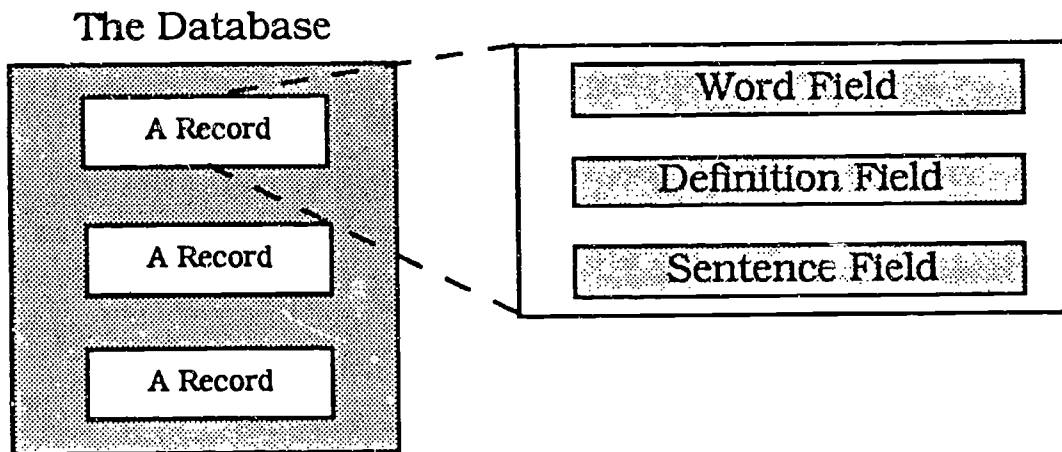 The Database
A Record
A Record
A Record
Word Field
Definition Field
Sentence Field